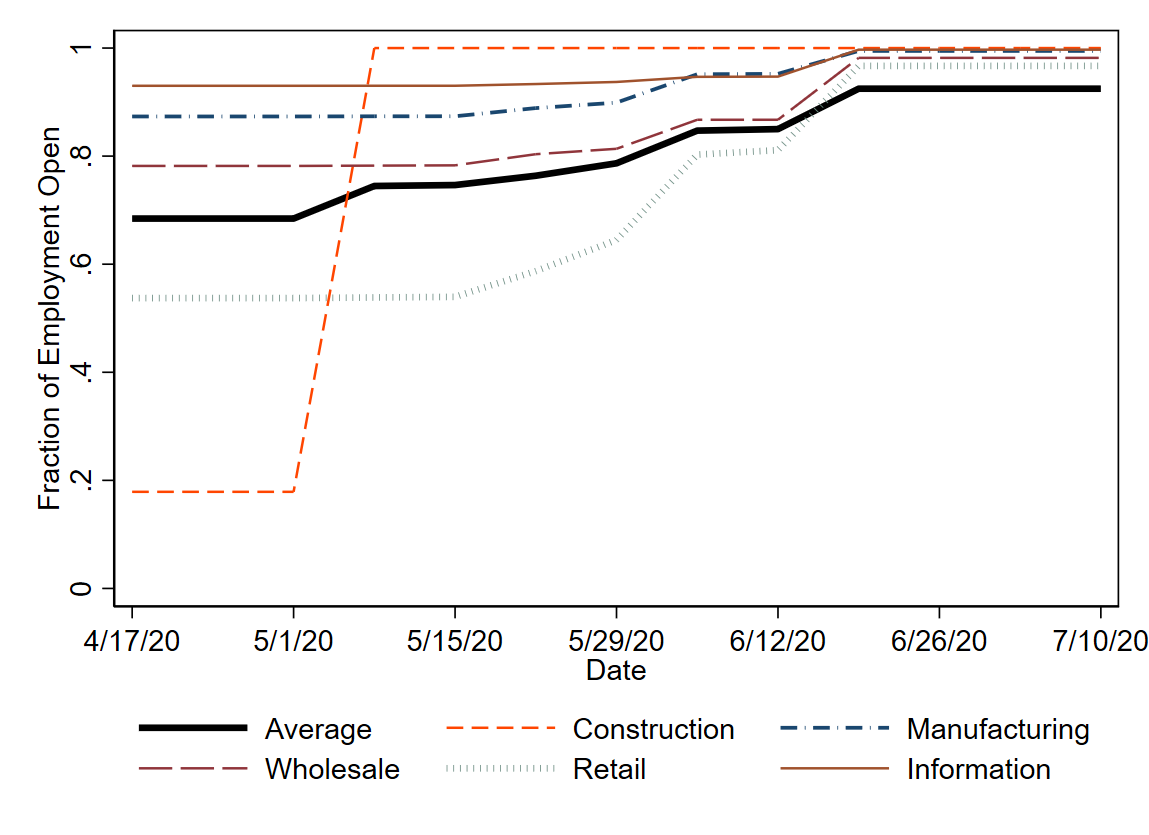 Fraction of Employment Open
1
.8
.6
.4
.2
0
4/17/20 5/1/20 5/15/20 5/29/20 6/12/20 6/26/20 7/10/20
Date
Average Construction Manufacturing
Wholesale Retail Information